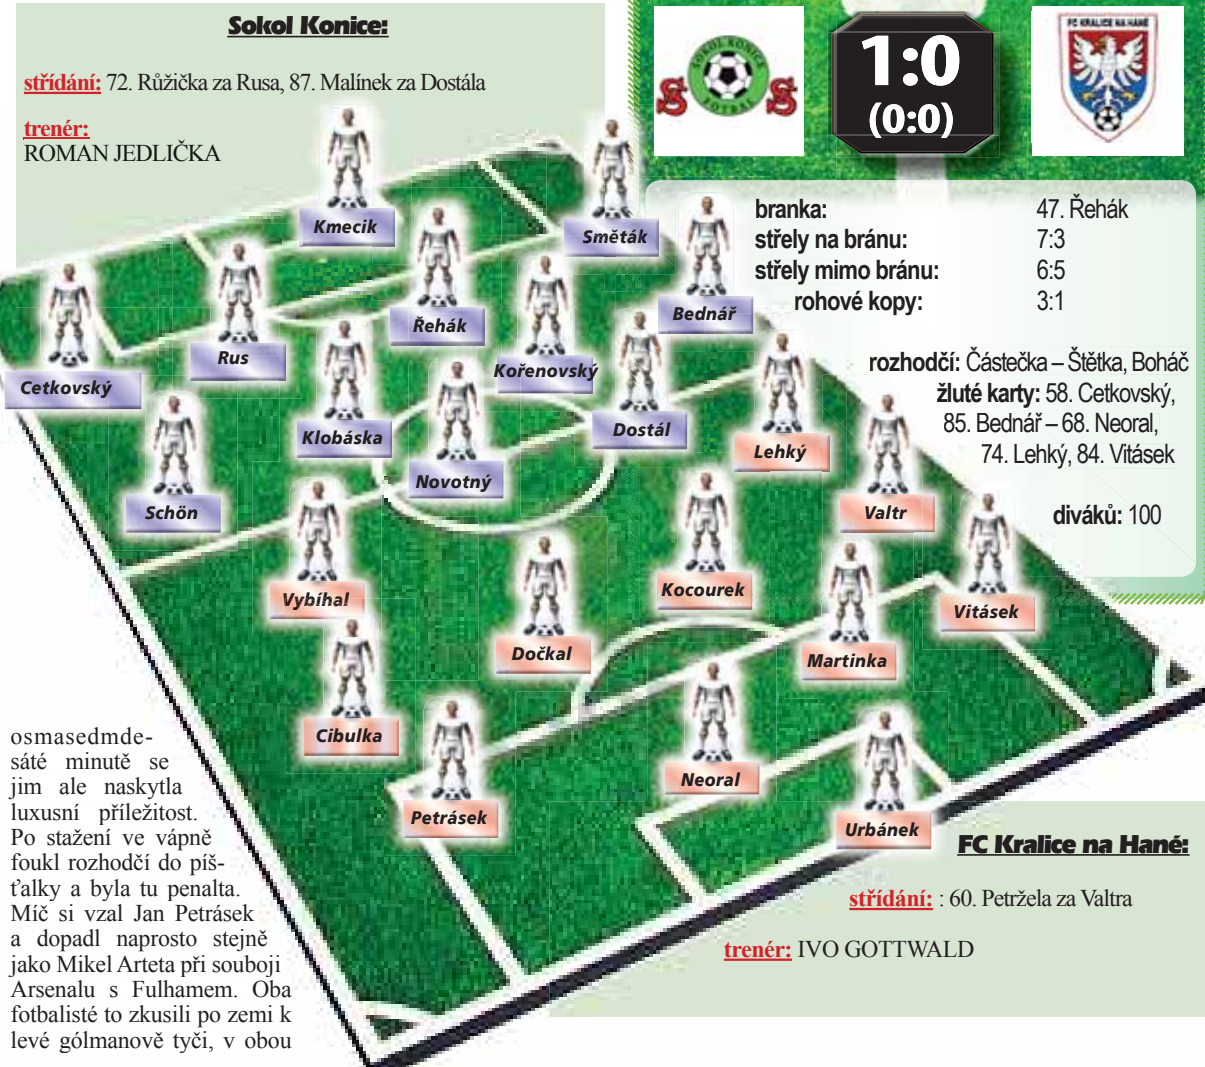 Sokol Konice:
střídání: 72. Růžička za Rusa, 87. Malínek za Dostála
trenér:
ROMAN JEDLIČKA
SOKOL KONICE
FOTBAL
S S
1:0
(0:0)
FC KRALICE NA HANÉ
branka: 47. Řehák
střely na bránu: 7:3
střely mimo bránu: 6:5
rohové kopy: 3:1
rozhodčí: Částečka – Štětka, Boháč
žluté karty: 58. Cetkovský,
85. Bednář – 68. Neoral,
74. Lehký, 84. Vitásek
diváků: 100
Kmecik
Směták
Bednář
Řehák
Rus
Kořenovský
Cetkovský
Klobáska
Dostál
Novotný
Schön
Lehký
Valtr
Vybíhal
Kocourek
Vitásek
Dočkal
Martinka
Cibulka
Neoral
Petrásek
Urbánek
osmasedmde-
sáté minutě se
jim ale naskytla
luxusní příležitost.
Po stažení ve vápně
foukl rozhodčí do píš-
ťalky a byla tu penalta.
Míč si vzal Jan Petrásek
a dopadl naprosto stejně
jako Mikel Arteta při souboji
Arsenalu s Fulhamem. Oba
fotbalisté to zkusili po zemi k
levé gólmanově tyči, v obou
FC Kralice na Hané:
střídání: : 60. Petržela za Valtra
trenér: IVO GOTTWALD